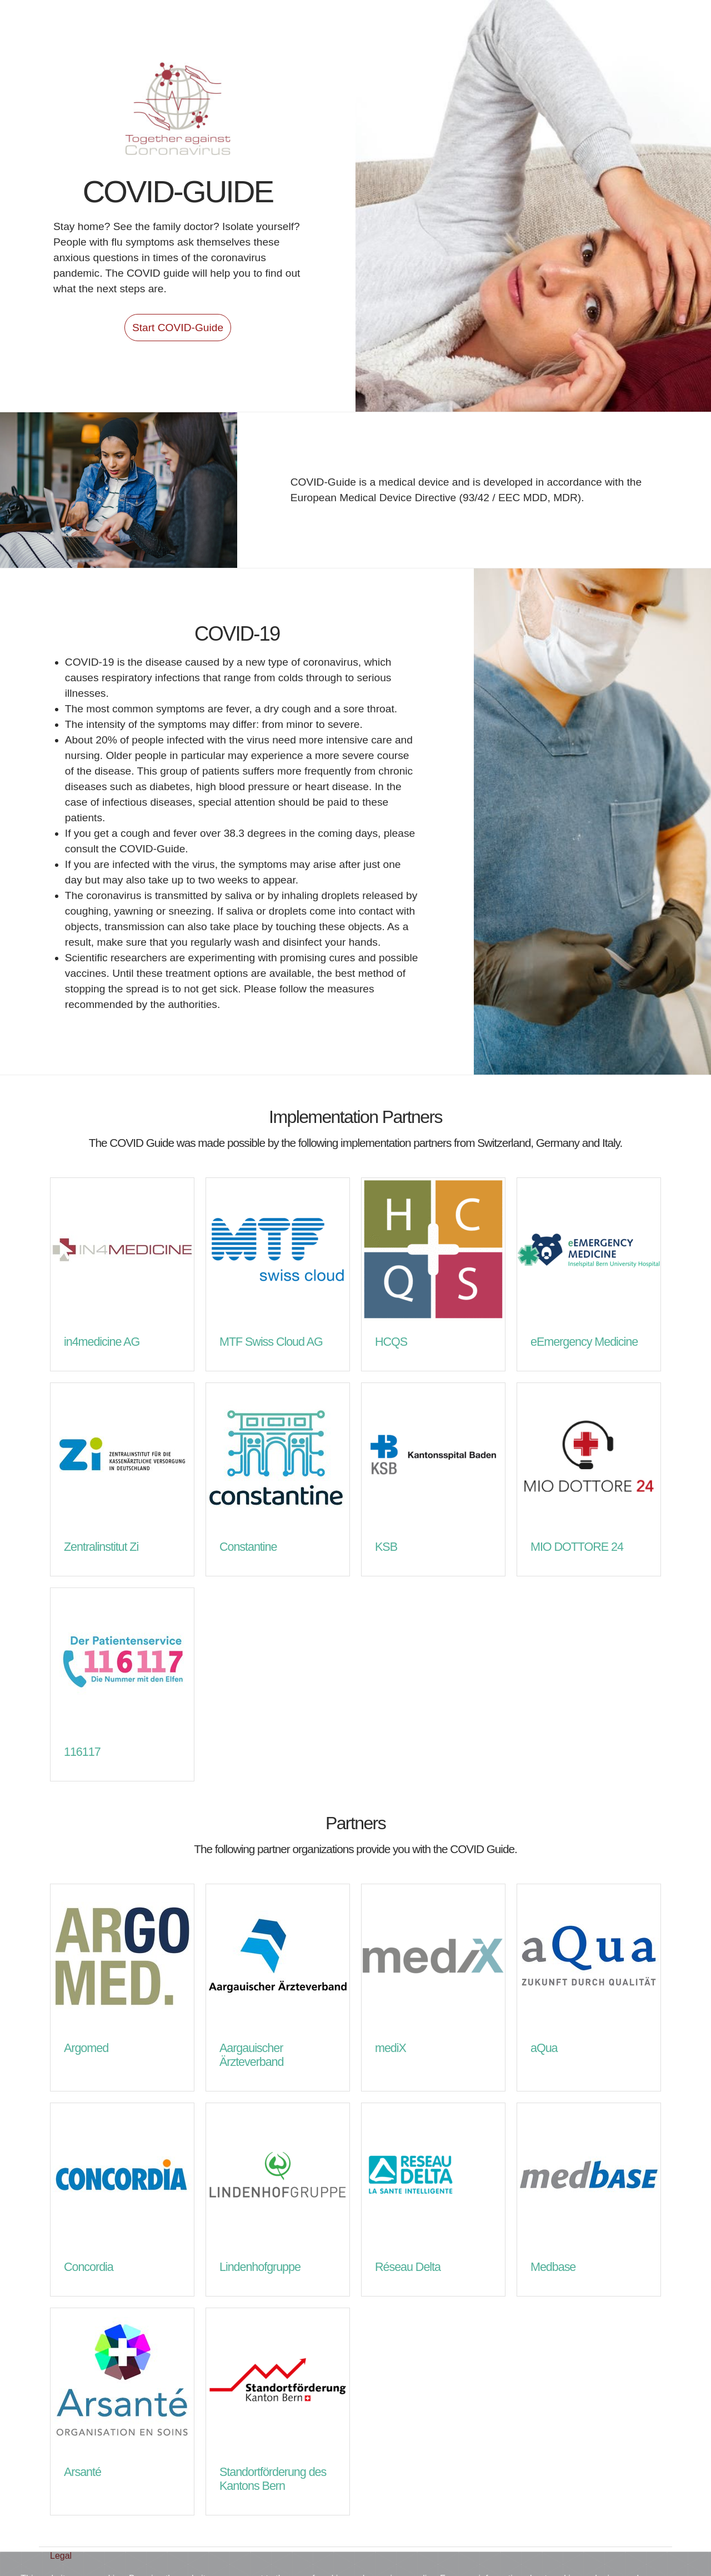 Together against
Coronavirus
COVID-GUIDE
Stay home? See the family doctor? Isolate yourself?
People with flu symptoms ask themselves these
anxious questions in times of the coronavirus
pandemic. The COVID guide will help you to find out
what the next steps are.
Start COVID-Guide
COVID-Guide is a medical device and is developed in accordance with the
European Medical Device Directive (93/42 / EEC MDD, MDR).
COVID-19
• COVID-19 is the disease caused by a new type of coronavirus, which
causes respiratory infections that range from colds through to serious
illnesses.
• The most common symptoms are fever, a dry cough and a sore throat.
• The intensity of the symptoms may differ: from minor to severe.
• About 20% of people infected with the virus need more intensive care and
nursing. Older people in particular may experience a more severe course
of the disease. This group of patients suffers more frequently from chronic
diseases such as diabetes, high blood pressure or heart disease. In the
case of infectious diseases, special attention should be paid to these
patients.
• If you get a cough and fever over 38.3 degrees in the coming days, please
consult the COVID-Guide.
• If you are infected with the virus, the symptoms may arise after just one
day but may also take up to two weeks to appear.
• The coronavirus is transmitted by saliva or by inhaling droplets released by
coughing, yawning or sneezing. If saliva or droplets come into contact with
objects, transmission can also take place by touching these objects. As a
result, make sure that you regularly wash and disinfect your hands.
• Scientific researchers are experimenting with promising cures and possible
vaccines. Until these treatment options are available, the best method of
stopping the spread is to not get sick. Please follow the measures
recommended by the authorities.
Implementation Partners
The COVID Guide was made possible by the following implementation partners from Switzerland, Germany and Italy.
IN4MEDICINE
in4medicine AG
MTF
swiss cloud
MTF Swiss Cloud AG
H C
Q S
HCQS
eEMERGENCY
MEDICINE
Inselspital Bern University Hospital
eEmergency Medicine
Zi
ZENTRALINSTITUT FÜR DIE
KASSENÄRZTLICHE VERSORGUNG
IN DEUTSCHLAND
Zentralinstitut Zi
constantine
Constantine
KSB
Kantonsspital Baden
KSB
MIO DOTTORE 24
MIO DOTTORE 24
Der Patientenservice
116117
Die Nummer mit den Elfen
116117
Partners
The following partner organizations provide you with the COVID Guide.
ARGO
MED.
Argomed
Aargauischer Ärzteverband
Aargauischer
Ärzteverband
mediX
mediX
aQua
ZUKUNFT DURCH QUALITÄT
aQua
CONCORDIA
Concordia
LINDENHOFGRUPPE
Lindenhofgruppe
RESEAU
DELTA
LA SANTE INTELLIGENTE
Réseau Delta
medbase
Medbase
Arsanté
ORGANISATION EN SOINS
Arsanté
Standortförderung
Kanton Bern
Standortförderung des
Kantons Bern
Legal